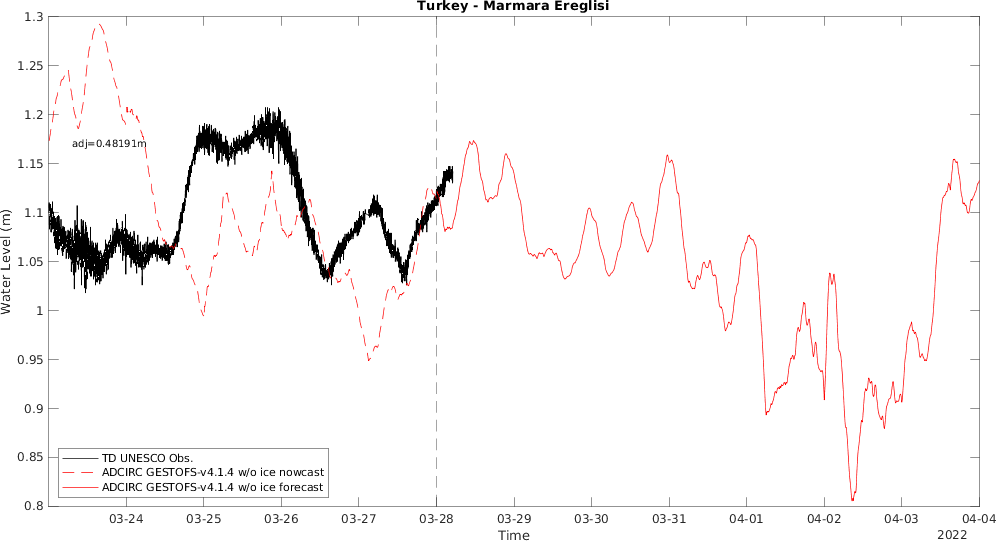 Turkey - Marmara Ereglisi
1.3
1.25
1.2
1.15
1.1
1.05
1
0.95
0.9
0.85
0.8
Water Level (m)
adj=0.48191m
TD UNESCO Obs.
ADCIRC GESTOFS-v4.1.4 w/o ice nowcast
ADCIRC GESTOFS-v4.1.4 w/o ice forecast
03-24 03-25 03-26 03-27 03-28 03-29 03-30 03-31 04-01 04-02 04-03 04-04
Time
2022